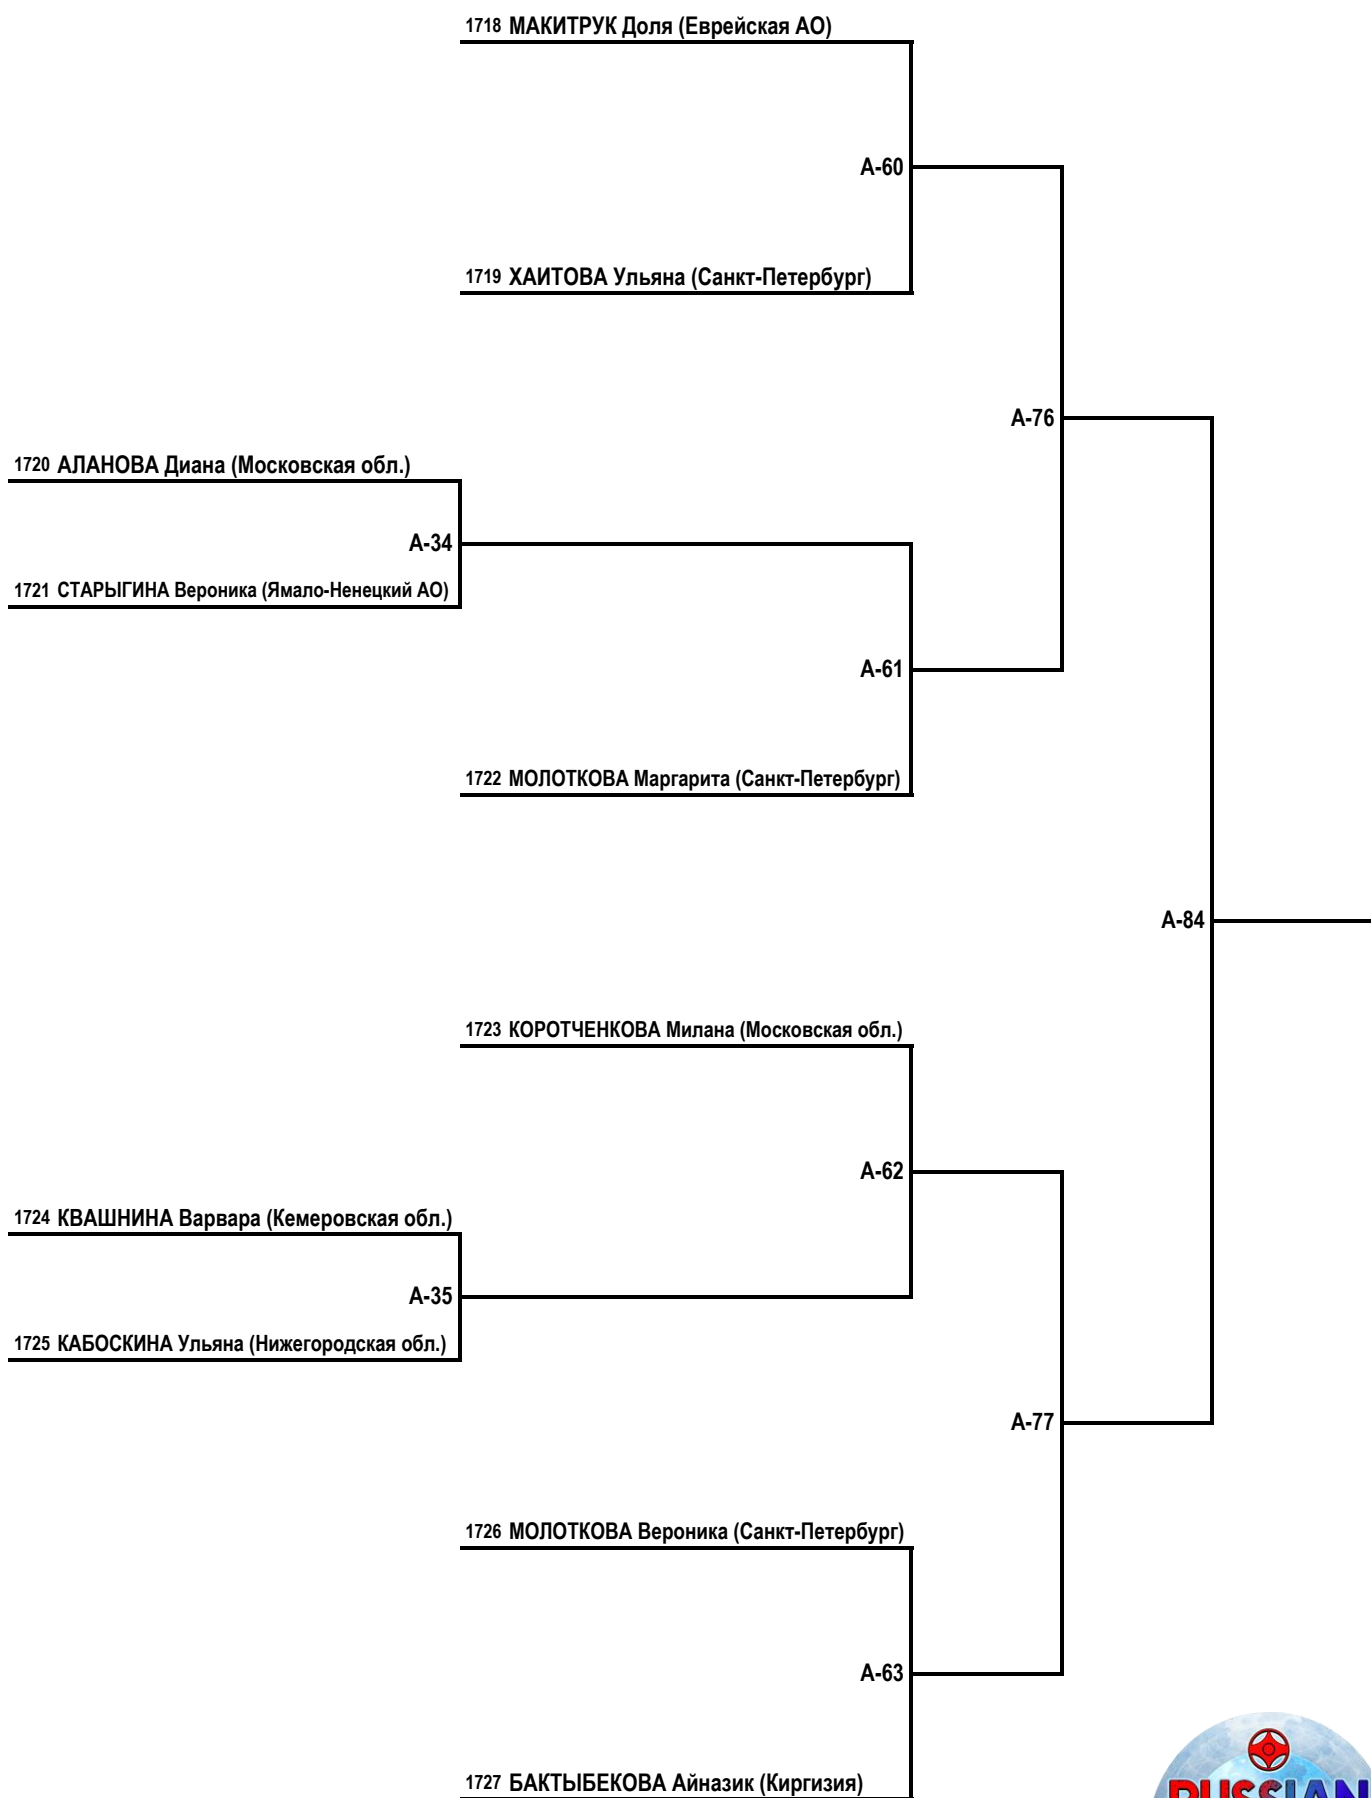 1718 МАКИТРУК Доля (Еврейская АО)
А-60
1719 ХАИТОВА Ульяна (Санкт-Петербург)
А-76
1720 АЛАНОВА Диана (Московская обл.)
А-34
1721 СТАРЫГИНА Вероника (Ямало-Ненецкий АО)
А-61
1722 МОЛОТКОВА Маргарита (Санкт-Петербург)
А-84
1723 КОРОТЧЕНКОВА Милана (Московская обл.)
А-62
1724 КВАШНИНА Варвара (Кемеровская обл.)
А-35
1725 КАБОСКИНА Ульяна (Нижегородская обл.)
А-77
1726 МОЛОТКОВА Вероника (Санкт-Петербург)
А-63
1727 БАКТЫБЕКОВА Айназик (Киргизия)
RUSSIAN